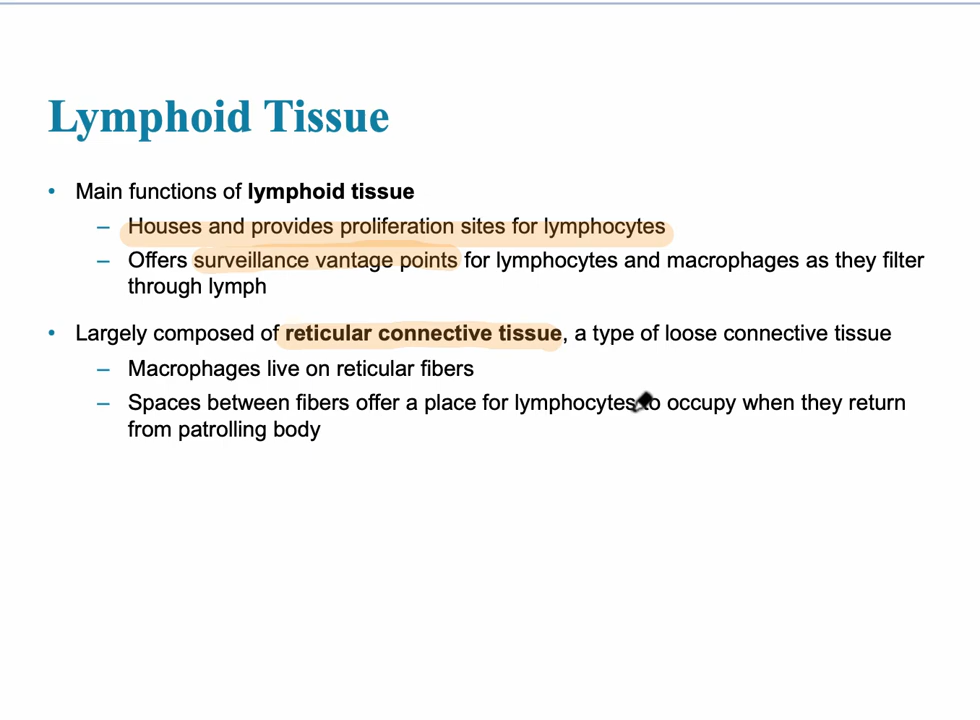 Lymphoid Tissue
• Main functions of lymphoid tissue
– Houses and provides proliferation sites for lymphocytes
– Offers surveillance vantage points for lymphocytes and macrophages as they filter
through lymph
• Largely composed of reticular connective tissue, a type of loose connective tissue
– Macrophages live on reticular fibers
– Spaces between fibers offer a place for lymphocytes to occupy when they return
from patrolling body